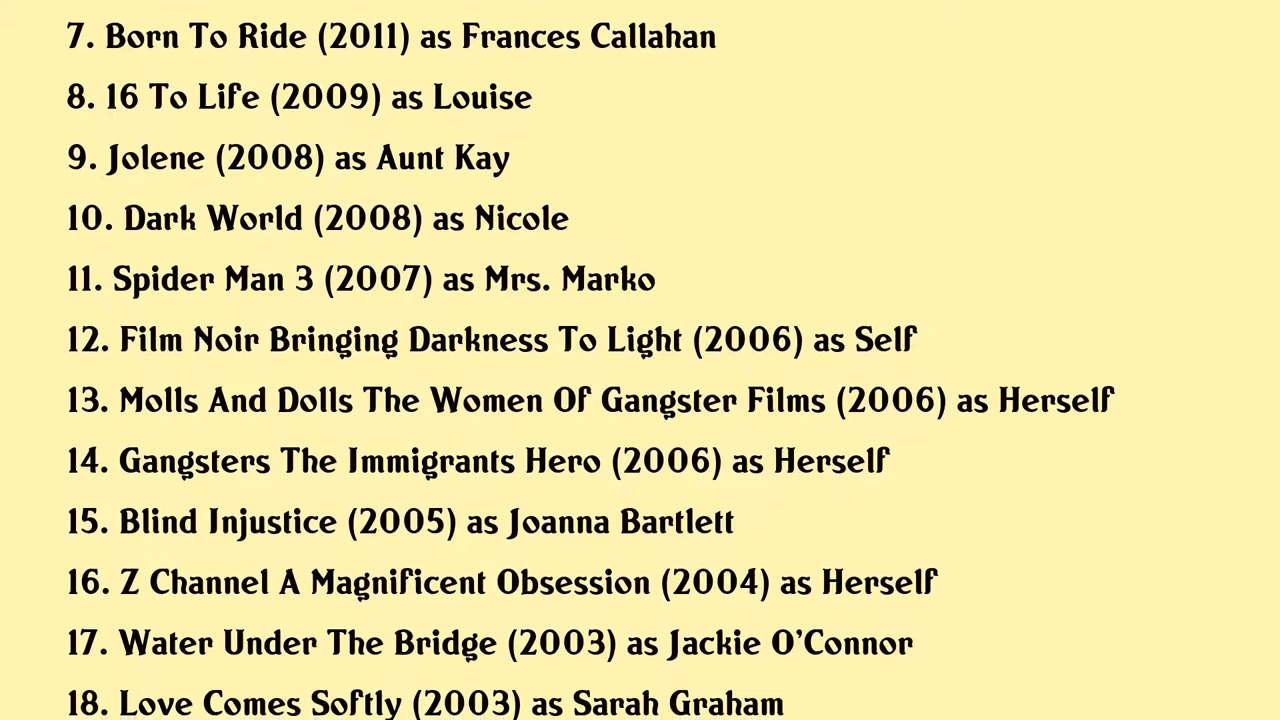 7. Born To Ride (2011) as Frances Callahan
8. 16 To Life (2009) as Louise
9. Jolene (2008) as Aunt Kay
10. Dark World (2008) as Nicole
11. Spider Man 3 (2007) as Mrs. Marko
12. Film Noir Bringing Darkness To Light (2006) as Self
13. Molls And Dolls The Women Of Gangster Films (2006) as Herself
14. Gangsters The Immigrants Hero (2006) as Herself
15. Blind Injustice (2005) as Joanna Bartlett
16. Z Channel A Magnificent Obsession (2004) as Herself
17. Water Under The Bridge (2003) as Jackie O'Connor
18. Love Comes Softly (2003) as Sarah Graham